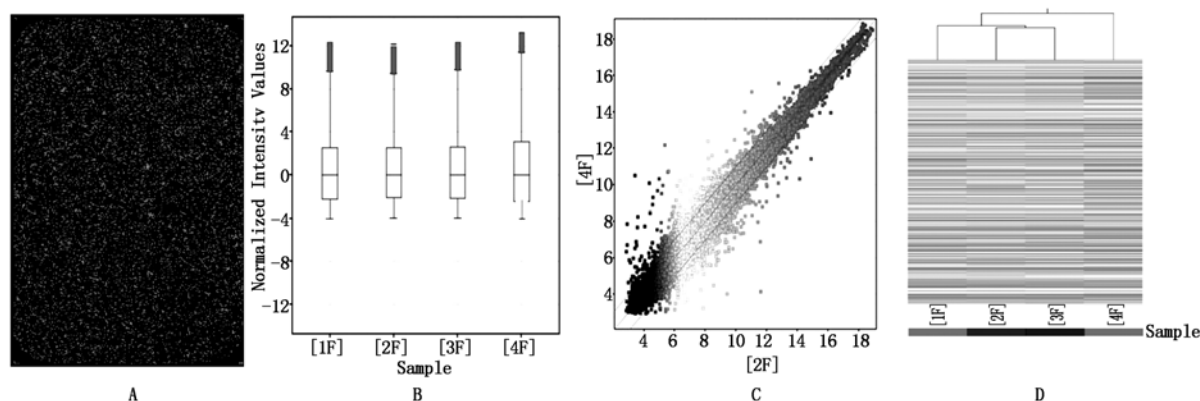 12
8
4
0
-4
-8
-12
Normalized Intensitv Values
[1F] [2F] [3F] [4F]
Sample
18
16
14
12
10
8
6
4
[4F]
4 6 8 10 12 14 16 18
[2F]
[1F] [2F] [3F] [4F]
Sample
A B C D